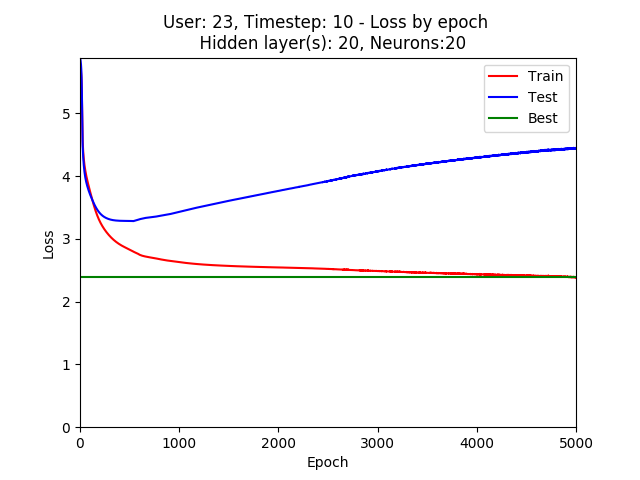 User: 23, Timestep: 10 - Loss by epoch
Hidden layer(s): 20, Neurons:20
Train
Test
Best
Loss
5
4
3
2
1
0
0 1000 2000 3000 4000 5000
Epoch